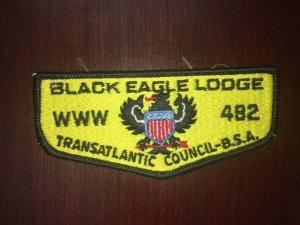 BLACK EAGLE LODGE
WWW 482
TRANSATLANTIC COUNCIL-B.S.A.